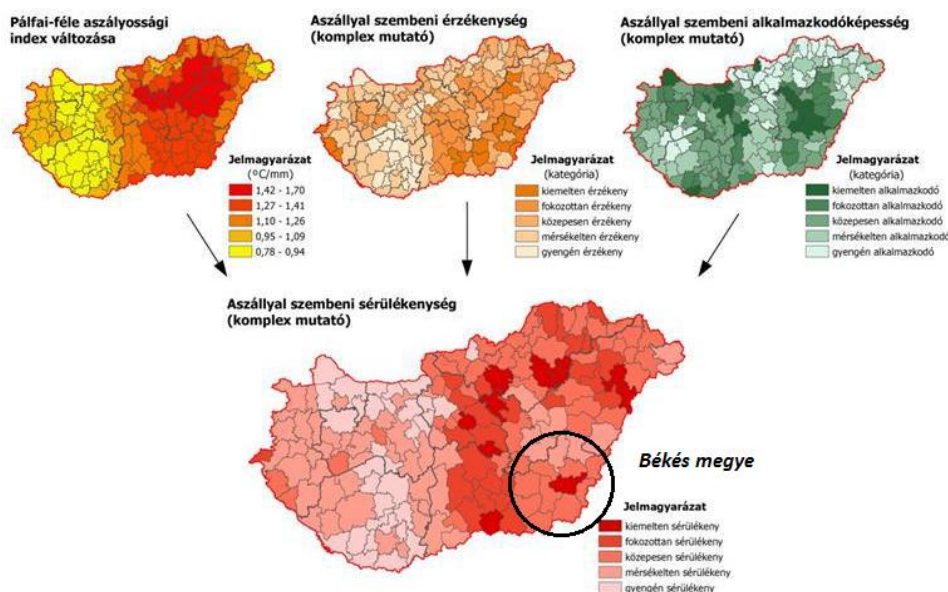 Pálfai-féle aszályossági
index változása
Jelmagyarázat
(ºC/mm)
1,42 - 1,70
1,27 - 1,41
1,10 - 1,26
0,95 - 1,09
0,78 - 0,94
Aszállyal szembeni érzékenység
(komplex mutató)
Jelmagyarázat
(kategória)
kiemelten érzékeny
fokozottan érzékeny
közepesen érzékeny
mérsékelten érzékeny
gyengén érzékeny
Aszállyal szembeni alkalmazkodóképesség
(komplex mutató)
Jelmagyarázat
(kategória)
kiemelten alkalmazkodó
fokozottan alkalmazkodó
közepesen alkalmazkodó
mérsékelten alkalmazkodó
gyengén alkalmazkodó
Aszállyal szembeni sérülékenység
(komplex mutató)
Békés megye
Jelmagyarázat
kiemelten sérülékeny
fokozottan sérülékeny
közepesen sérülékeny
mérsékelten sérülékeny
gyengén sérülékeny